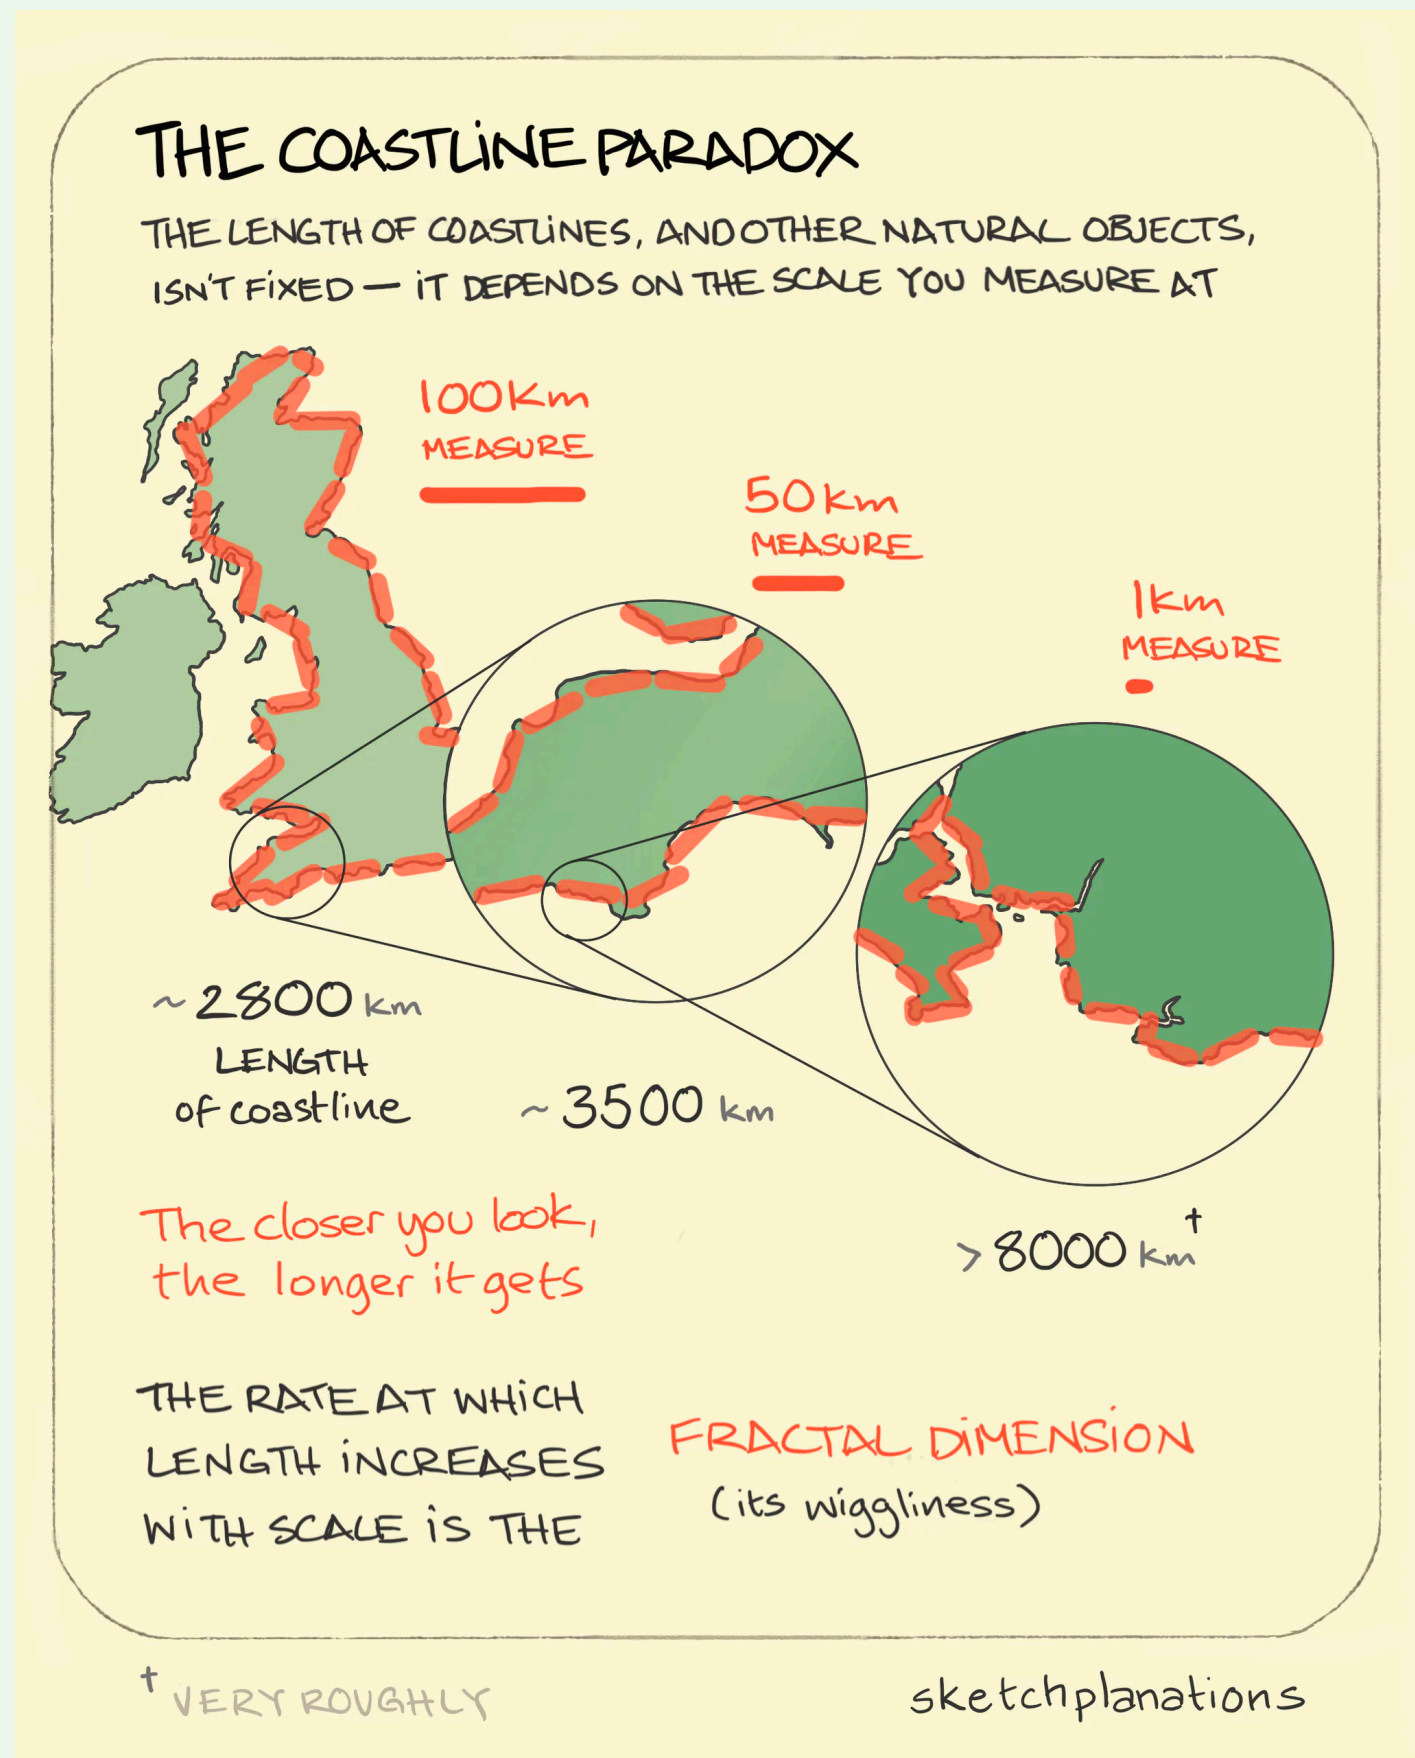 THE COASTLINE PARADOX
THE LENGTH OF COASTLINES, AND OTHER NATURAL OBJECTS,
ISN'T FIXED — IT DEPENDS ON THE SCALE YOU MEASURE AT
100km
MEASURE
50km
MEASURE
1km
MEASURE
~2800 km
LENGTH
of coastline
~3500 km
>8000 km†
The closer you look,
the longer it gets
THE RATE AT WHICH
LENGTH INCREASES
WITH SCALE IS THE
FRACTAL DIMENSION
(its wiggliness)
† VERY ROUGHLY
sketchplanations